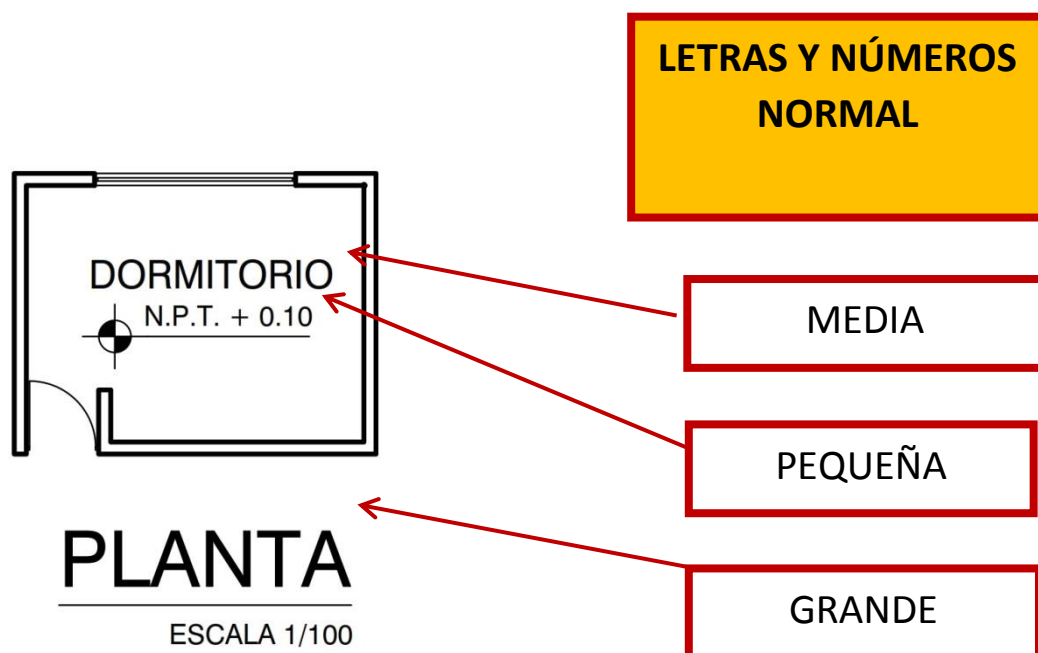 LETRAS Y NÚMEROS
NORMAL
DORMITORIO
N.P.T. + 0.10
MEDIA
PEQUEÑA
PLANTA
ESCALA 1/100
GRANDE